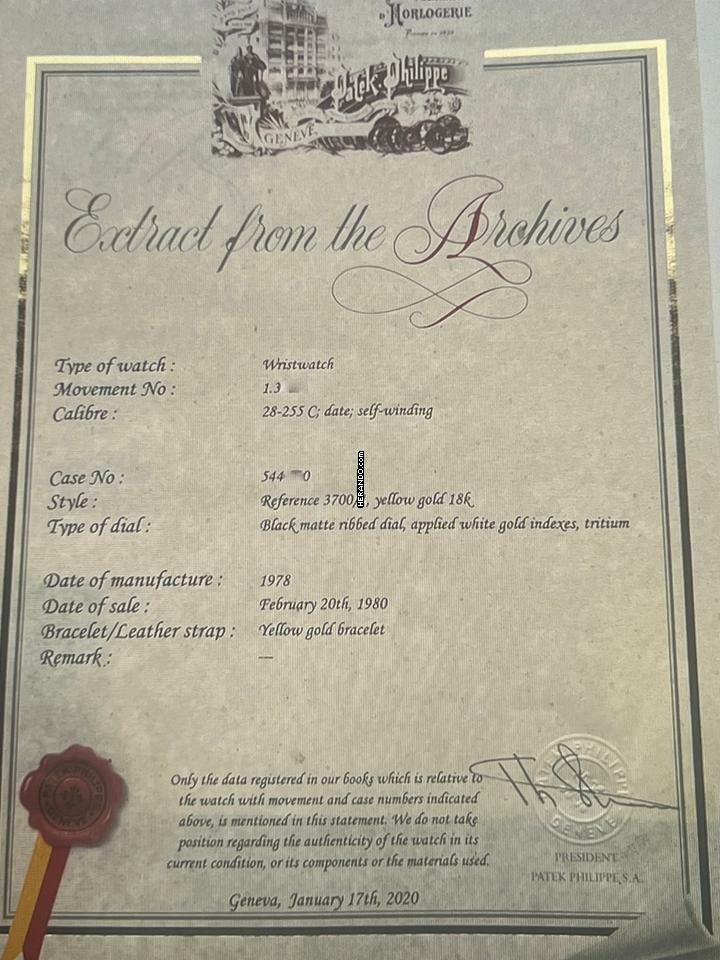 D'HORLOGERIE
Patek Philippe
GENEVE
Extract from the Archives
Type of watch : Wristwatch
Movement No : 1.3
Calibre : 28-255 C; date; self-winding
HERANDO.com
Case No : 544 0
Style : Reference 3700/ , yellow gold 18k
Type of dial : Black matte ribbed dial, applied white gold indexes, tritium
Date of manufacture : 1978
Date of sale : February 20th, 1980
Bracelet/Leather strap : Yellow gold bracelet
Remark : ---
Only the data registered in our books which is relative to
the watch with movement and case numbers indicated
above, is mentioned in this statement. We do not take
position regarding the authenticity of the watch in its
current condition, or its components or the materials used.
Geneva, January 17th, 2020
PATEK PHILIPPE
GENEVE
PRESIDENT
PATEK PHILIPPE, S.A.